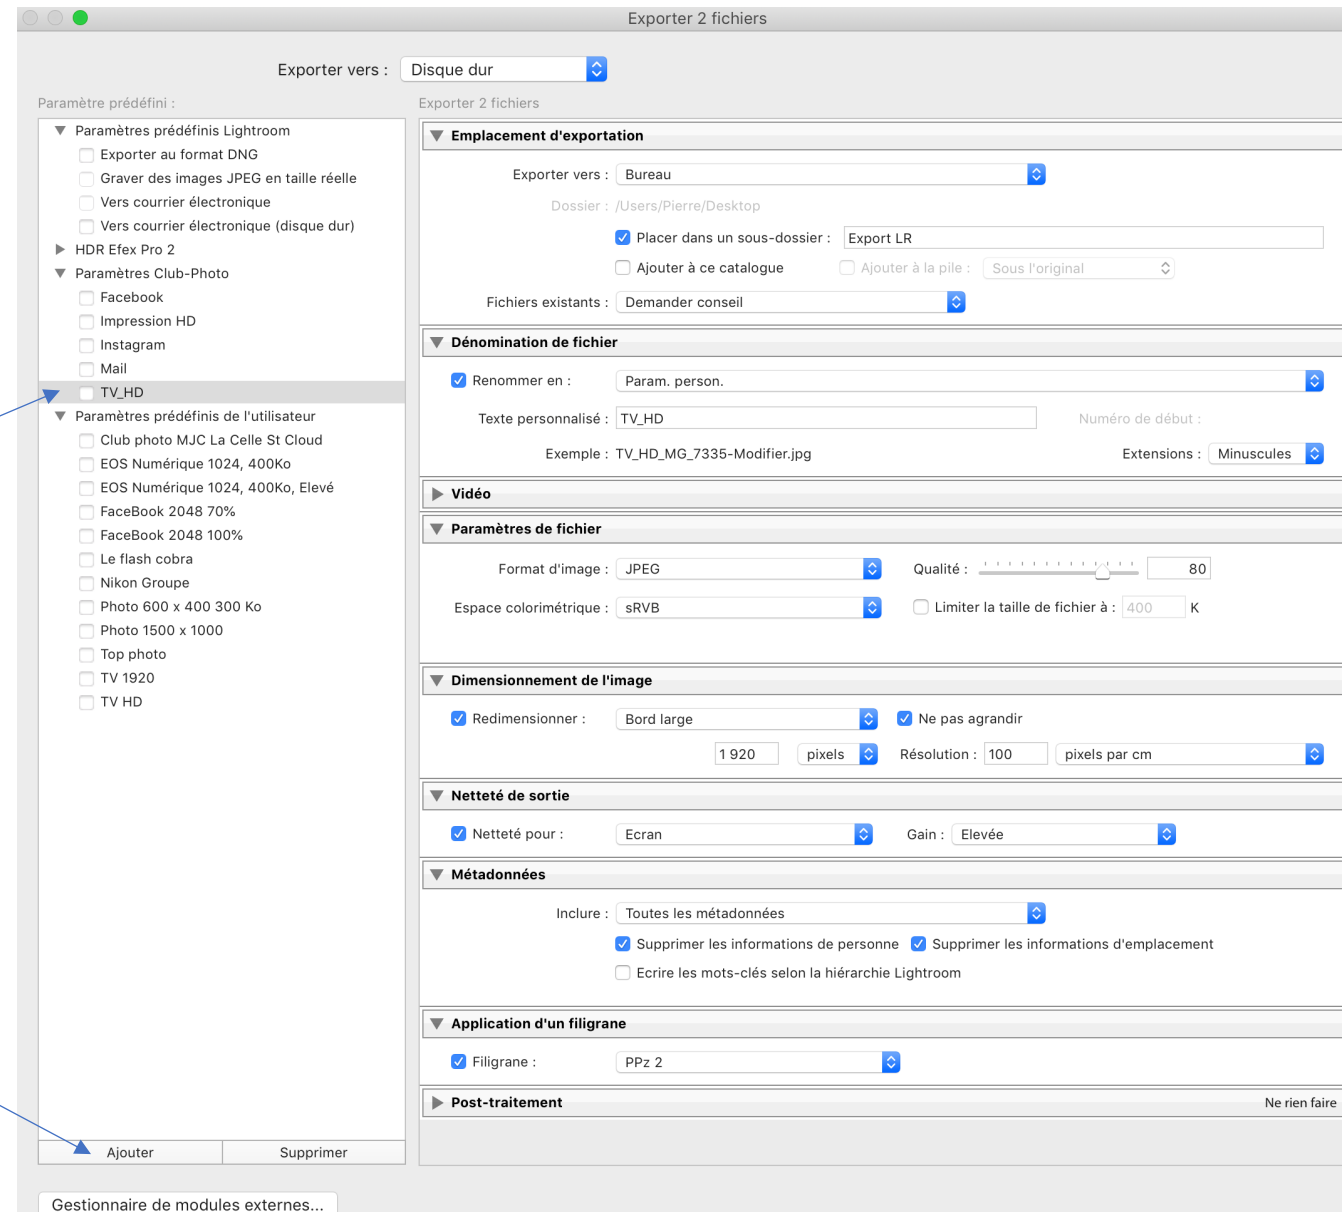 Exporter 2 fichiers
Exporter vers : Disque dur
Paramètre prédéfini :
Paramètres prédéfinis Lightroom
Exporter au format DNG
Graver des images JPEG en taille réelle
Vers courrier électronique
Vers courrier électronique (disque dur)
HDR Efex Pro 2
Paramètres Club-Photo
Facebook
Impression HD
Instagram
Mail
TV_HD
Paramètres prédéfinis de l'utilisateur
Club photo MJC La Celle St Cloud
EOS Numérique 1024, 400Ko
EOS Numérique 1024, 400Ko, Elevé
FaceBook 2048 70%
FaceBook 2048 100%
Le flash cobra
Nikon Groupe
Photo 600 x 400 300 Ko
Photo 1500 x 1000
Top photo
TV 1920
TV HD
Ajouter Supprimer
Gestionnaire de modules externes...
Exporter 2 fichiers
Emplacement d'exportation
Exporter vers : Bureau
Dossier : /Users/Pierre/Desktop
Placer dans un sous-dossier : Export LR
Ajouter à ce catalogue Ajouter à la pile : Sous l'original
Fichiers existants : Demander conseil
Dénomination de fichier
Renommer en : Param. person.
Texte personnalisé : TV_HD Numéro de début :
Exemple : TV_HD_MG_7335-Modifier.jpg Extensions : Minuscules
Vidéo
Paramètres de fichier
Format d'image : JPEG Qualité : 80
Espace colorimétrique : sRVB Limiter la taille de fichier à : 400 K
Dimensionnement de l'image
Redimensionner : Bord large Ne pas agrandir
1 920 pixels Résolution : 100 pixels par cm
Netteté de sortie
Netteté pour : Ecran Gain : Elevée
Métadonnées
Inclure : Toutes les métadonnées
Supprimer les informations de personne Supprimer les informations d'emplacement
Ecrire les mots-clés selon la hiérarchie Lightroom
Application d'un filigrane
Filigrane : PPz 2
Post-traitement Ne rien faire